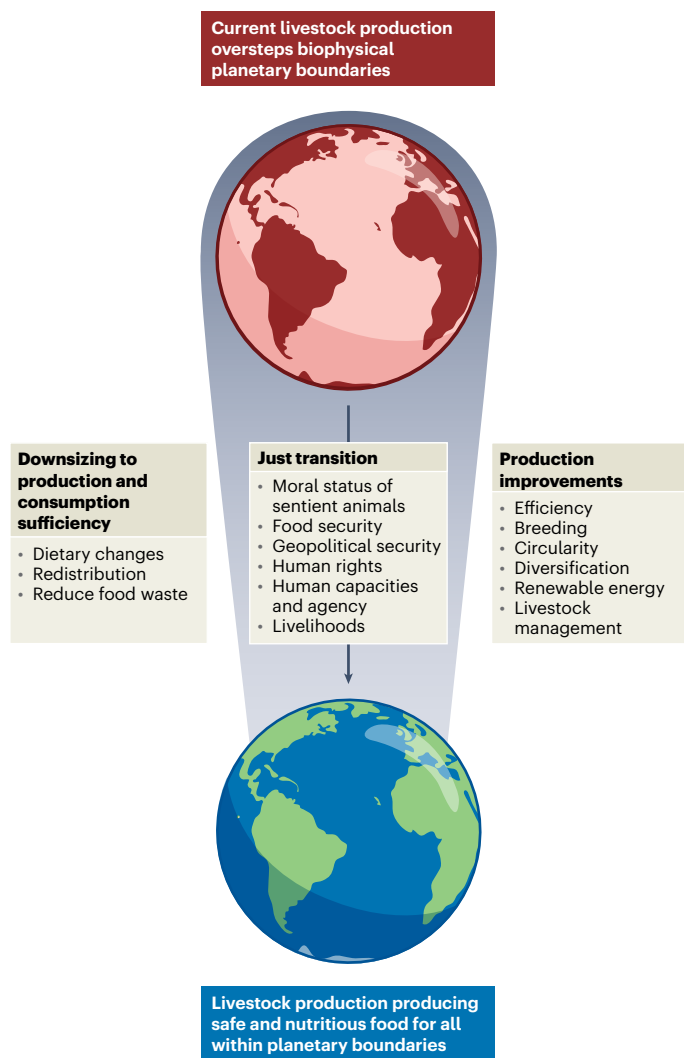 Current livestock production
oversteps biophysical
planetary boundaries
Downsizing to
production and
consumption
sufficiency
• Dietary changes
• Redistribution
• Reduce food waste
Just transition
• Moral status of
sentient animals
• Food security
• Geopolitical security
• Human rights
• Human capacities
and agency
• Livelihoods
Production
improvements
• Efficiency
• Breeding
• Circularity
• Diversification
• Renewable energy
• Livestock
management
Livestock production producing
safe and nutritious food for all
within planetary boundaries